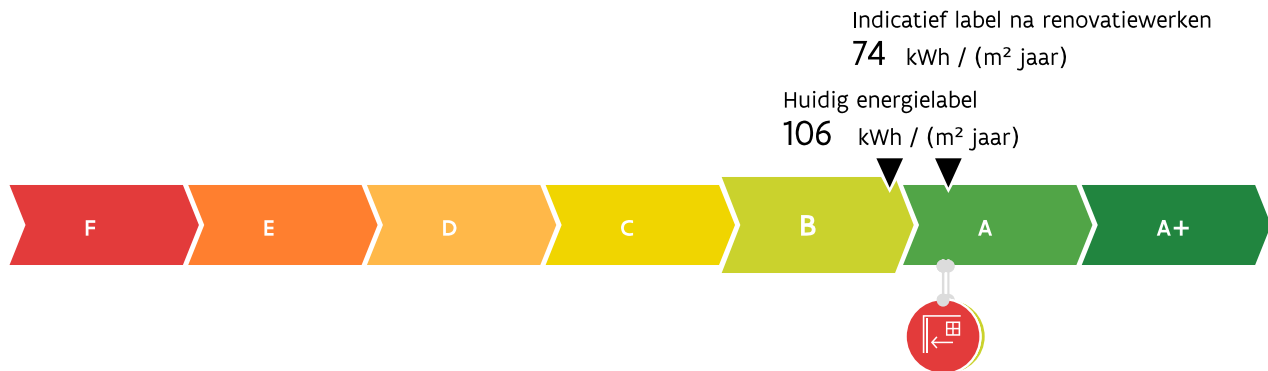 Indicatief label na renovatiewerken
74 kWh / (m² jaar)
Huidig energielabel
106 kWh / (m² jaar)
F E D C B A A+